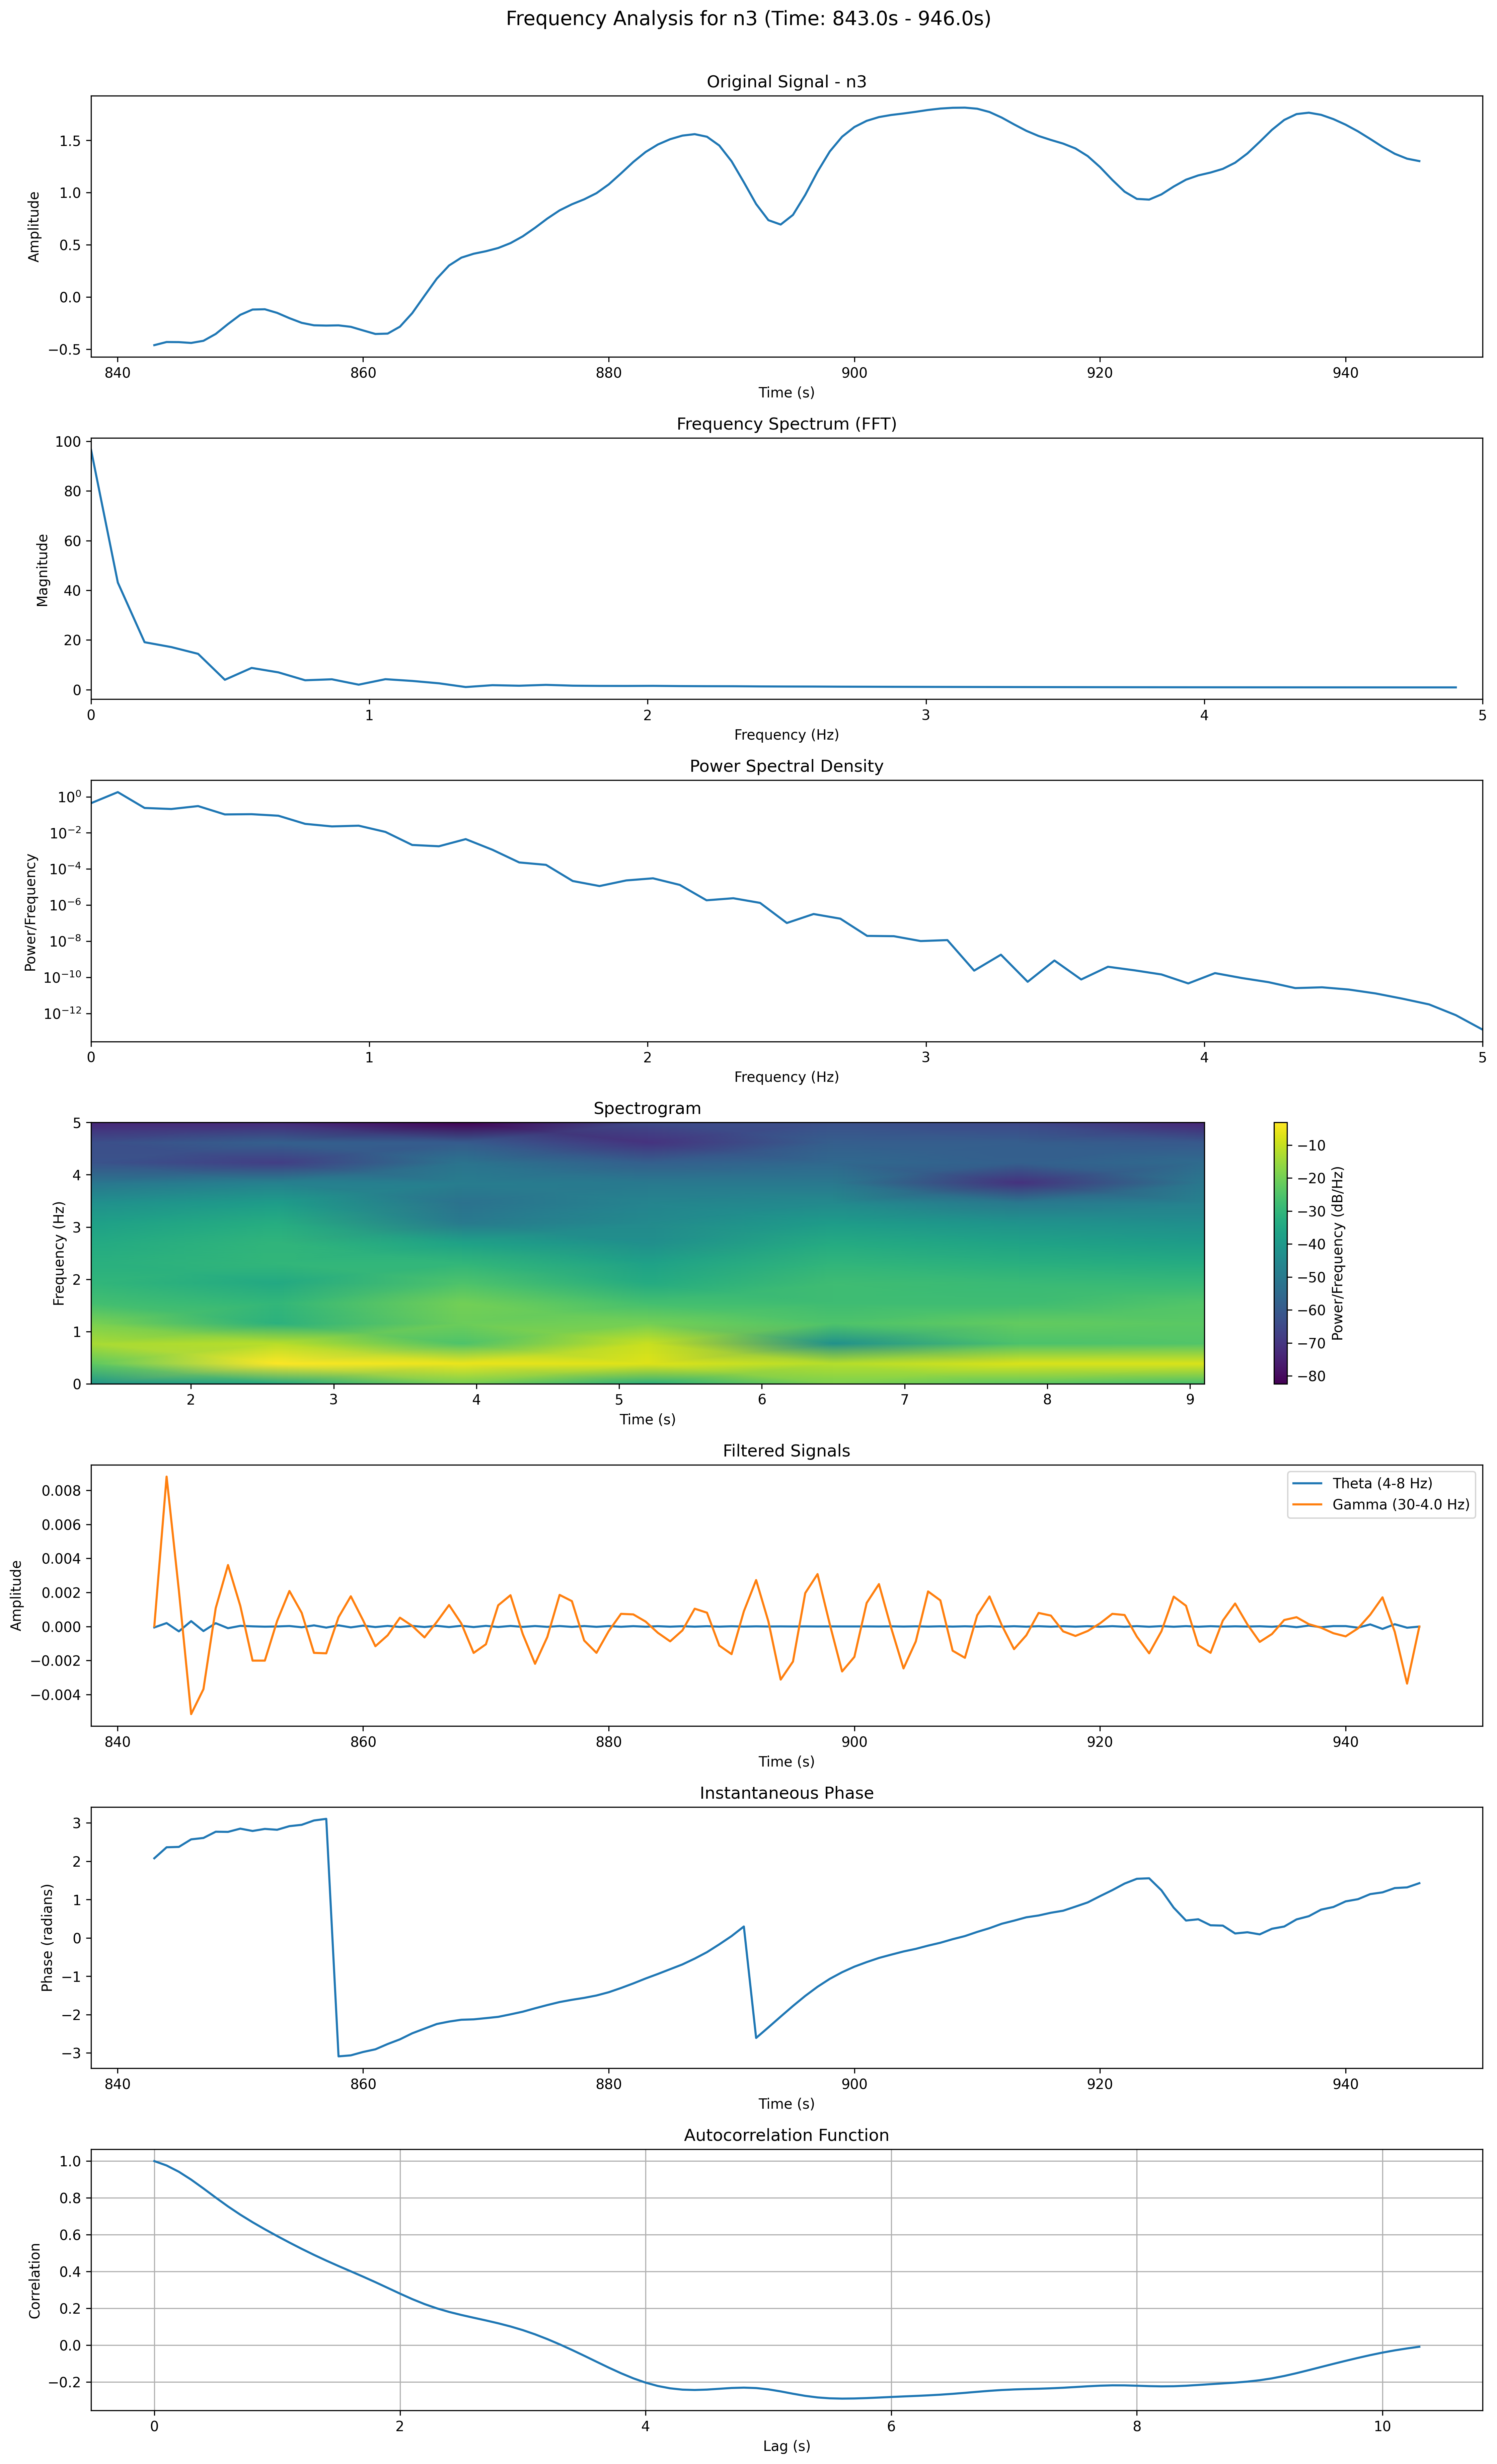 Frequency Analysis for n3 (Time: 843.0s - 946.0s)
Original Signal - n3
Amplitude
1.5
1.0
0.5
0.0
−0.5
840 860 880 900 920 940
Time (s)
Frequency Spectrum (FFT)
Magnitude
100
80
60
40
20
0
0 1 2 3 4 5
Frequency (Hz)
Power Spectral Density
Power/Frequency
10⁰
10⁻²
10⁻⁴
10⁻⁶
10⁻⁸
10⁻¹⁰
10⁻¹²
0 1 2 3 4 5
Frequency (Hz)
Spectrogram
Frequency (Hz)
5
4
3
2
1
0
2 3 4 5 6 7 8 9
Time (s)
−10
−20
−30
−40
−50
−60
−70
−80
Power/Frequency (dB/Hz)
Filtered Signals
Amplitude
0.008
0.006
0.004
0.002
0.000
−0.002
−0.004
Theta (4-8 Hz)
Gamma (30-4.0 Hz)
840 860 880 900 920 940
Time (s)
Instantaneous Phase
Phase (radians)
3
2
1
0
−1
−2
−3
840 860 880 900 920 940
Time (s)
Autocorrelation Function
Correlation
1.0
0.8
0.6
0.4
0.2
0.0
−0.2
0 2 4 6 8 10
Lag (s)